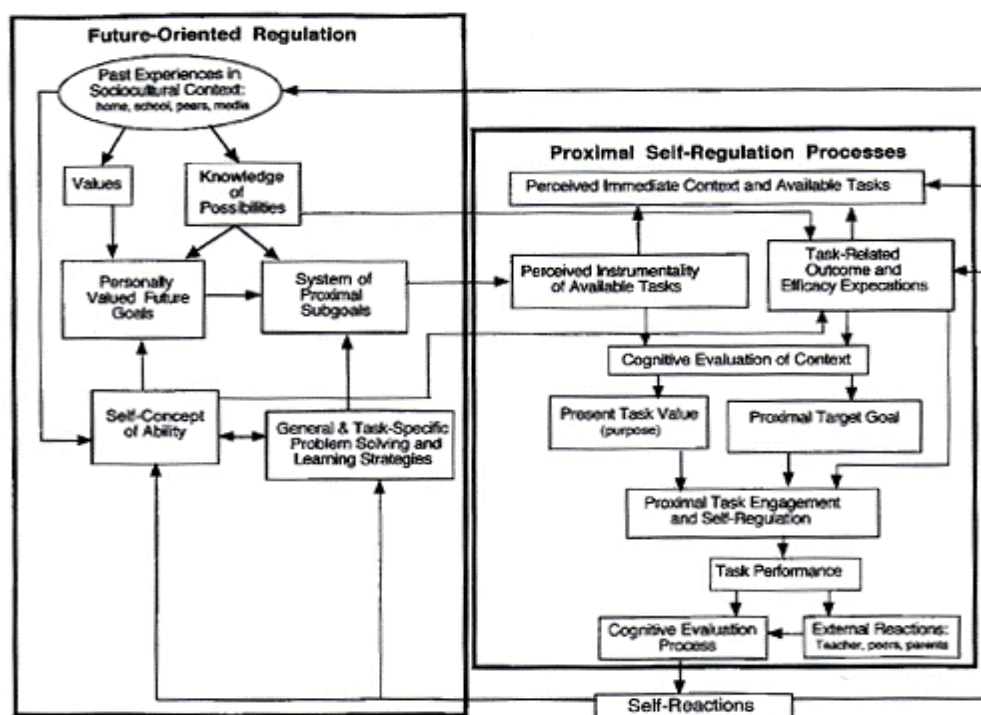 Future-Oriented Regulation
Past Experiences in
Sociocultural Context:
home, school, peers, media
Values
Knowledge
of
Possibilities
Personally
Valued Future
Goals
System of
Proximal
Subgoals
Self-Concept
of Ability
General & Task-Specific
Problem Solving and
Learning Strategies
Proximal Self-Regulation Processes
Perceived Immediate Context and Available Tasks
Perceived Instrumentality
of Available Tasks
Task-Related
Outcome and
Efficacy Expecations
Cognitive Evaluation of Context
Present Task Value
(purpose)
Proximal Target Goal
Proximal Task Engagement
and Self-Regulation
Task Performance
Cognitive Evaluation
Process
External Reactions:
Teacher, peers, parents
Self-Reactions